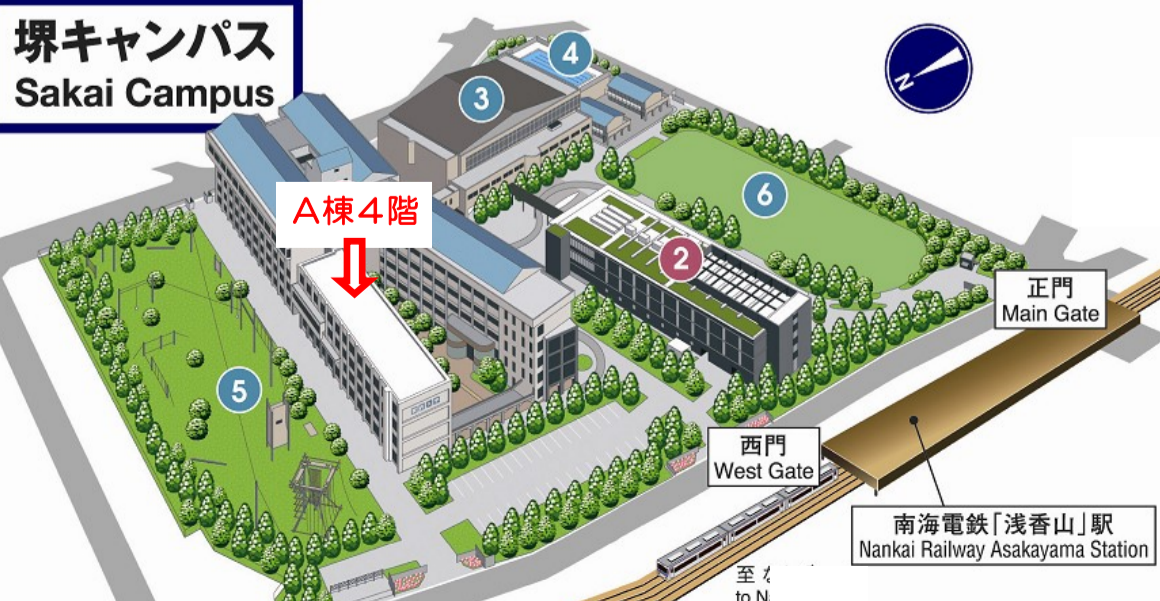 堺キャンパス
Sakai Campus
4
3
N
A棟4階
6
2
正門
Main Gate
5
西門
West Gate
南海電鉄「浅香山」駅
Nankai Railway Asakayama Station
至 な
to N